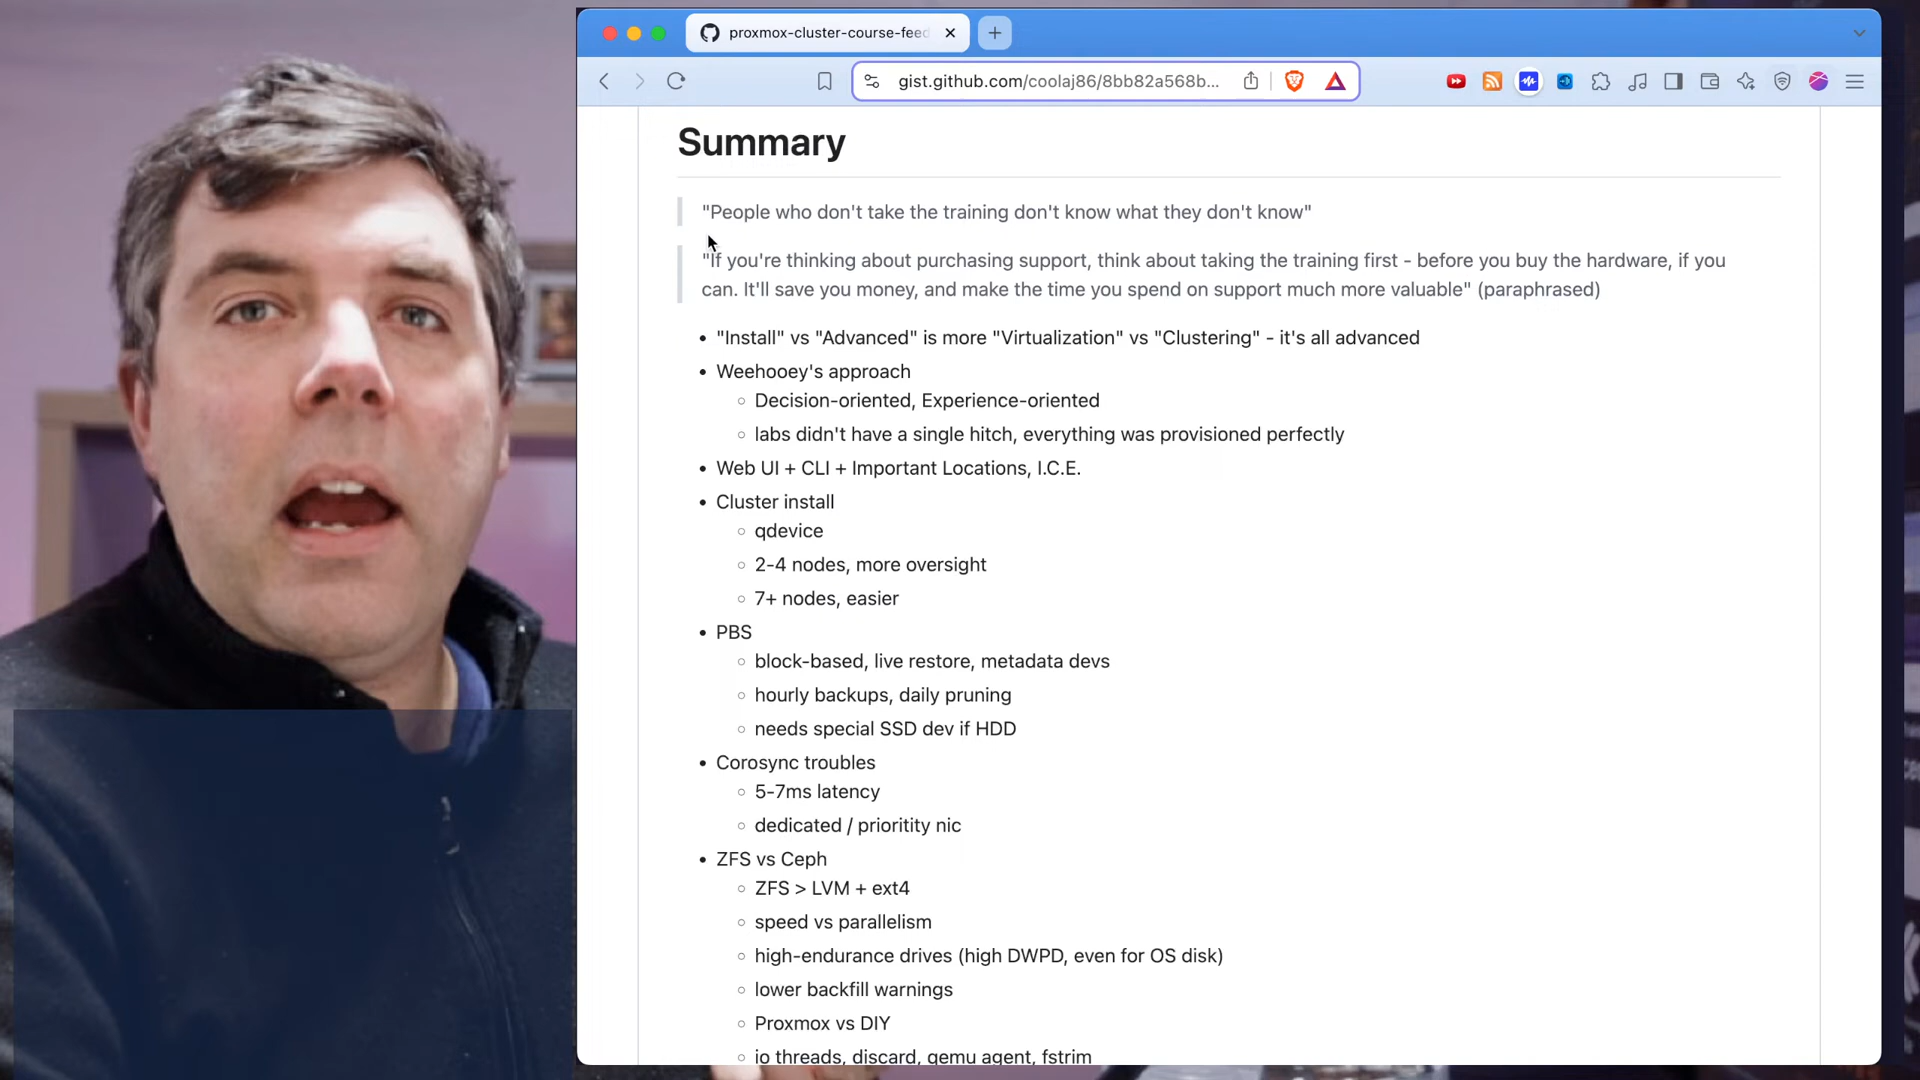 proxmox-cluster-course-feed
gist.github.com/coolaj86/8bb82a568b...
Summary
"People who don't take the training don't know what they don't know"
"If you're thinking about purchasing support, think about taking the training first - before you buy the hardware, if you
can. It'll save you money, and make the time you spend on support much more valuable" (paraphrased)
• "Install" vs "Advanced" is more "Virtualization" vs "Clustering" - it's all advanced
• Weehooey's approach
◦ Decision-oriented, Experience-oriented
◦ labs didn't have a single hitch, everything was provisioned perfectly
• Web UI + CLI + Important Locations, I.C.E.
• Cluster install
◦ qdevice
◦ 2-4 nodes, more oversight
◦ 7+ nodes, easier
• PBS
◦ block-based, live restore, metadata devs
◦ hourly backups, daily pruning
◦ needs special SSD dev if HDD
• Corosync troubles
◦ 5-7ms latency
◦ dedicated / prioritity nic
• ZFS vs Ceph
◦ ZFS > LVM + ext4
◦ speed vs parallelism
◦ high-endurance drives (high DWPD, even for OS disk)
◦ lower backfill warnings
◦ Proxmox vs DIY
◦ io threads, discard, qemu agent, fstrim